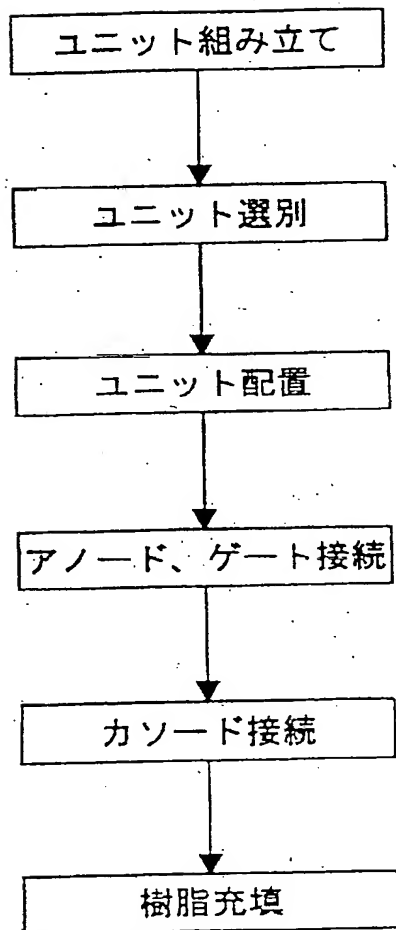 ユニット組み立て
ユニット選別
ユニット配置
アノード、ゲート接続
カソード接続
樹脂充填